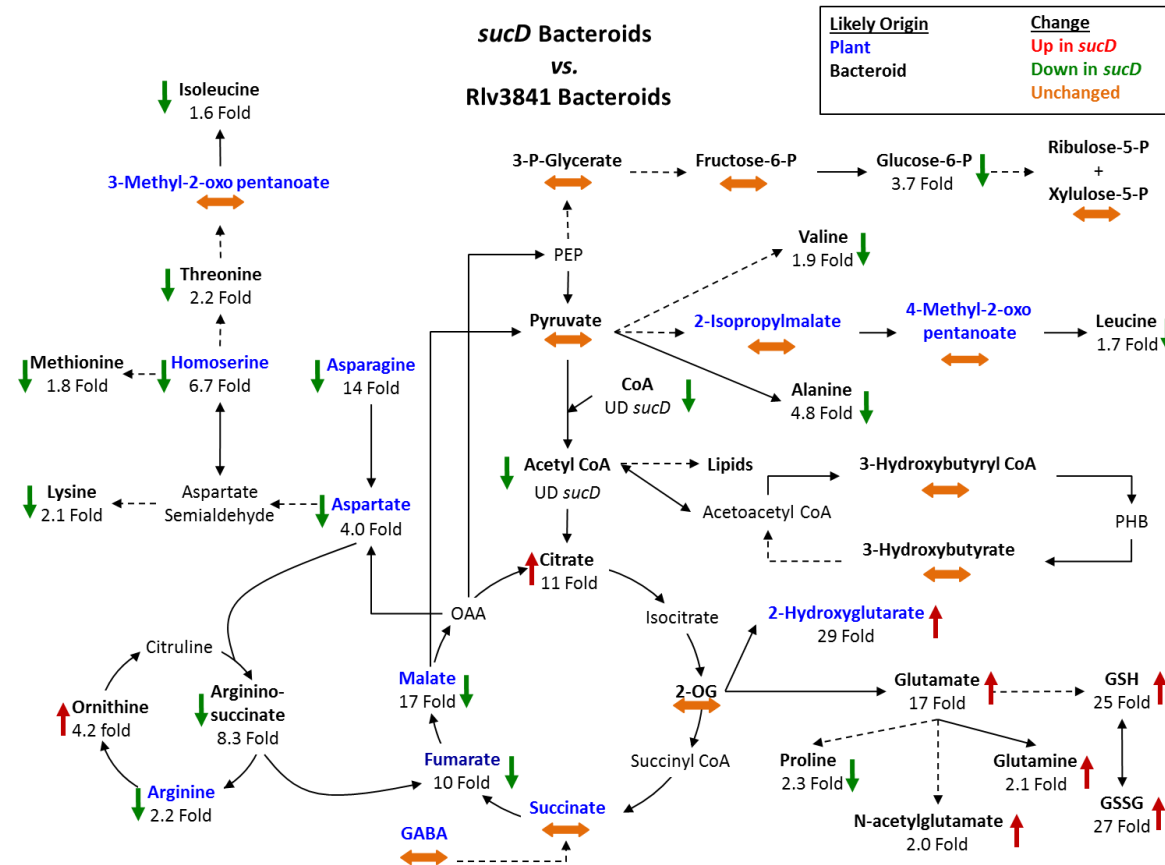 sucD Bacteroids
vs.
Rlv3841 Bacteroids
Likely Origin
Plant
Bacteroid
Change
Up in sucD
Down in sucD
Unchanged
Isoleucine
1.6 Fold
3-Methyl-2-oxo pentanoate
Threonine
2.2 Fold
Methionine
1.8 Fold
Homoserine
6.7 Fold
Asparagine
14 Fold
Lysine
2.1 Fold
Aspartate
Semialdehyde
Aspartate
4.0 Fold
3-P-Glycerate
Fructose-6-P
Glucose-6-P
3.7 Fold
Ribulose-5-P
+
Xylulose-5-P
PEP
Valine
1.9 Fold
Pyruvate
2-Isopropylmalate
4-Methyl-2-oxo
pentanoate
Leucine
1.7 Fold
CoA
UD sucD
Alanine
4.8 Fold
Acetyl CoA
UD sucD
Lipids
Acetoacetyl CoA
3-Hydroxybutyryl CoA
PHB
3-Hydroxybutyrate
Citrate
11 Fold
OAA
Isocitrate
2-Hydroxyglutarate
29 Fold
Citruline
Ornithine
4.2 fold
Arginino-
succinate
8.3 Fold
Arginine
2.2 Fold
Malate
17 Fold
Fumarate
10 Fold
2-OG
Succinyl CoA
Succinate
GABA
Glutamate
17 Fold
GSH
25 Fold
Proline
2.3 Fold
Glutamine
2.1 Fold
N-acetylglutamate
2.0 Fold
GSSG
27 Fold